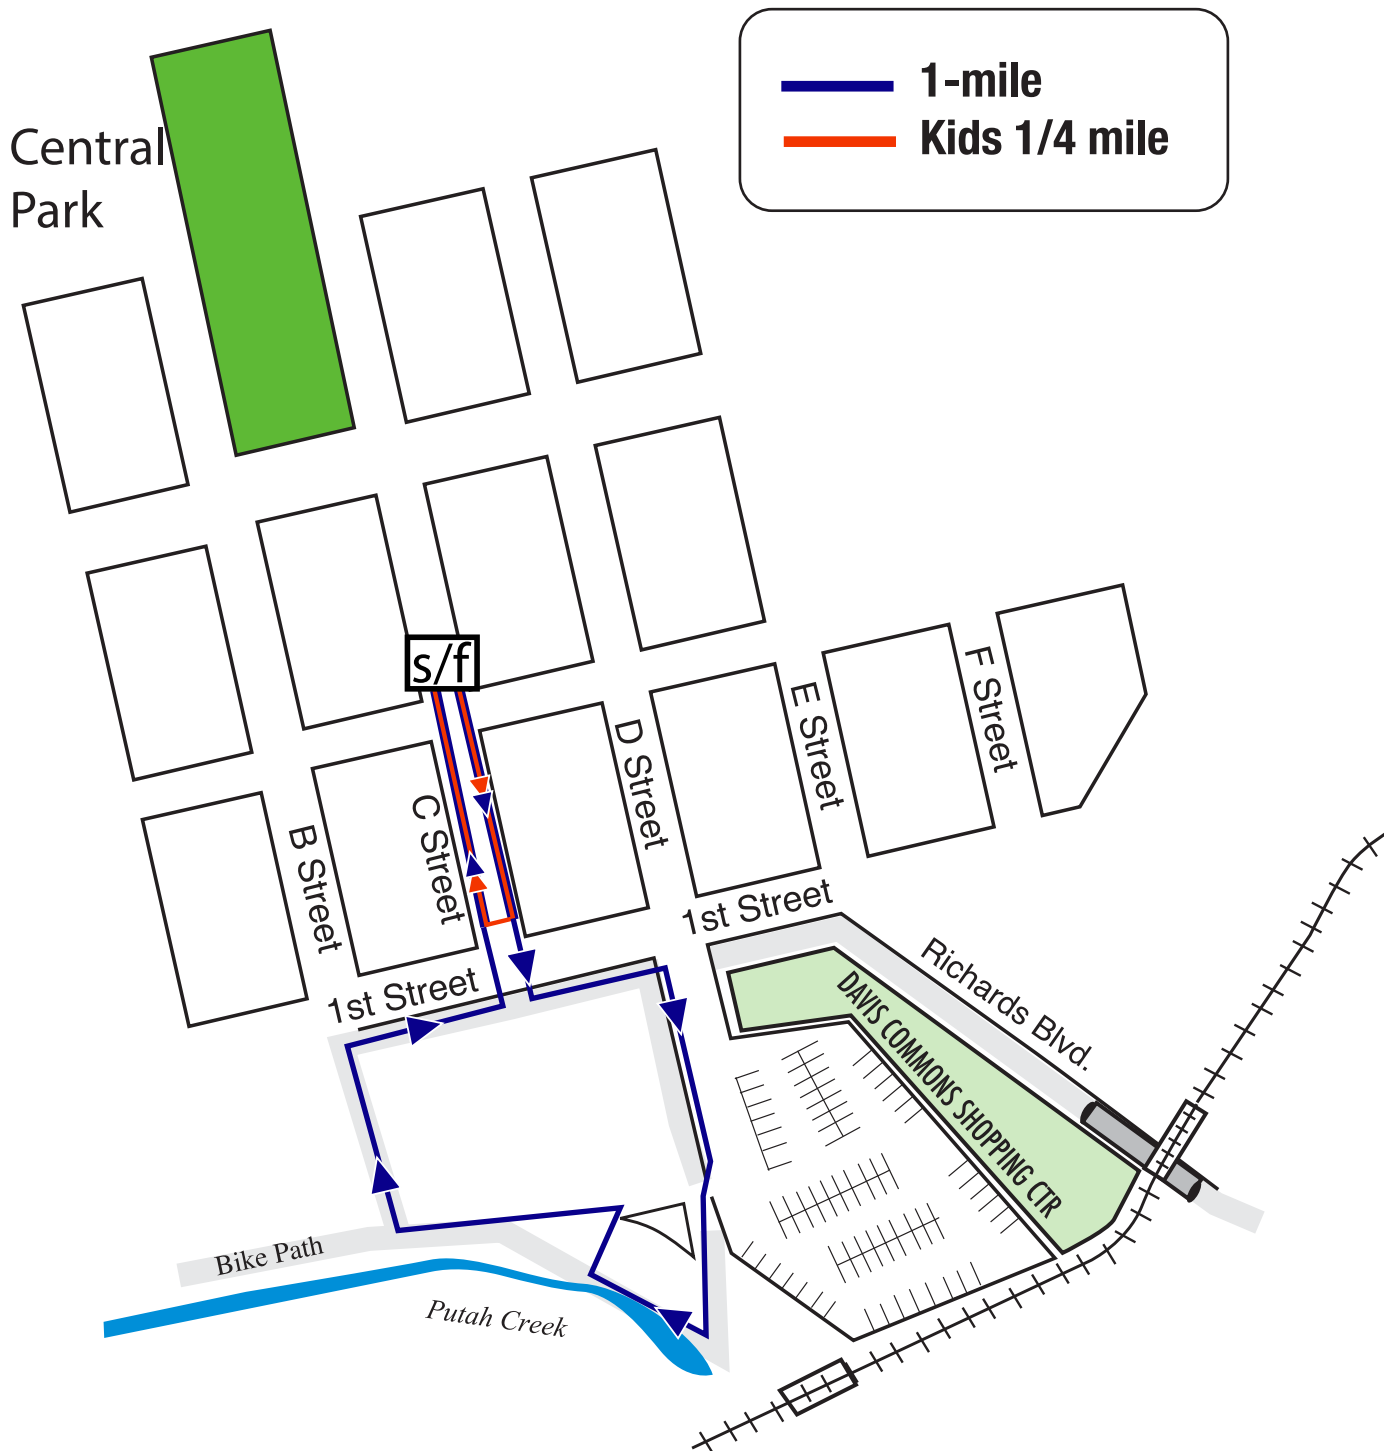 1-mile
Kids 1/4 mile
Central
Park
s/f
F Street
E Street
D Street
C Street
B Street
1st Street
1st Street
Richards Blvd.
DAVIS COMMONS SHOPPING CTR
Bike Path
Putah Creek